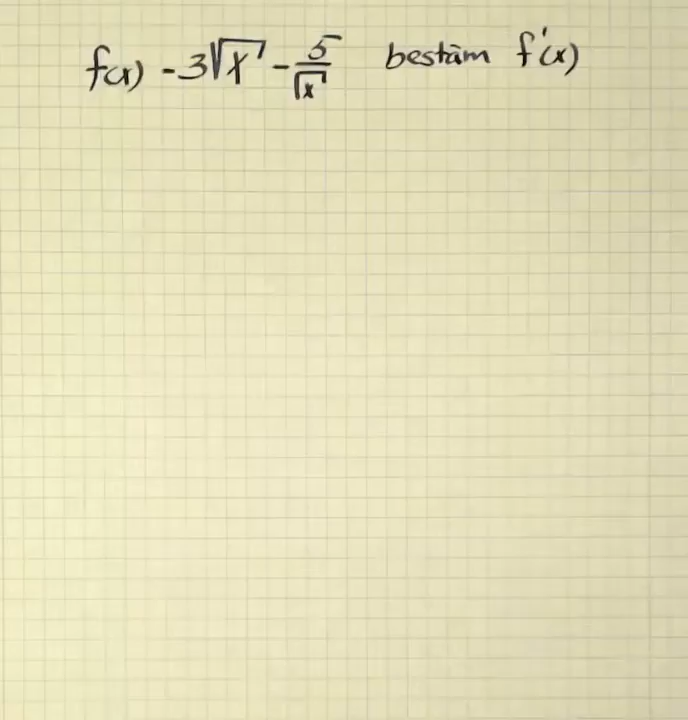 f(x) = 3√x - 5/√x bestäm f'(x)